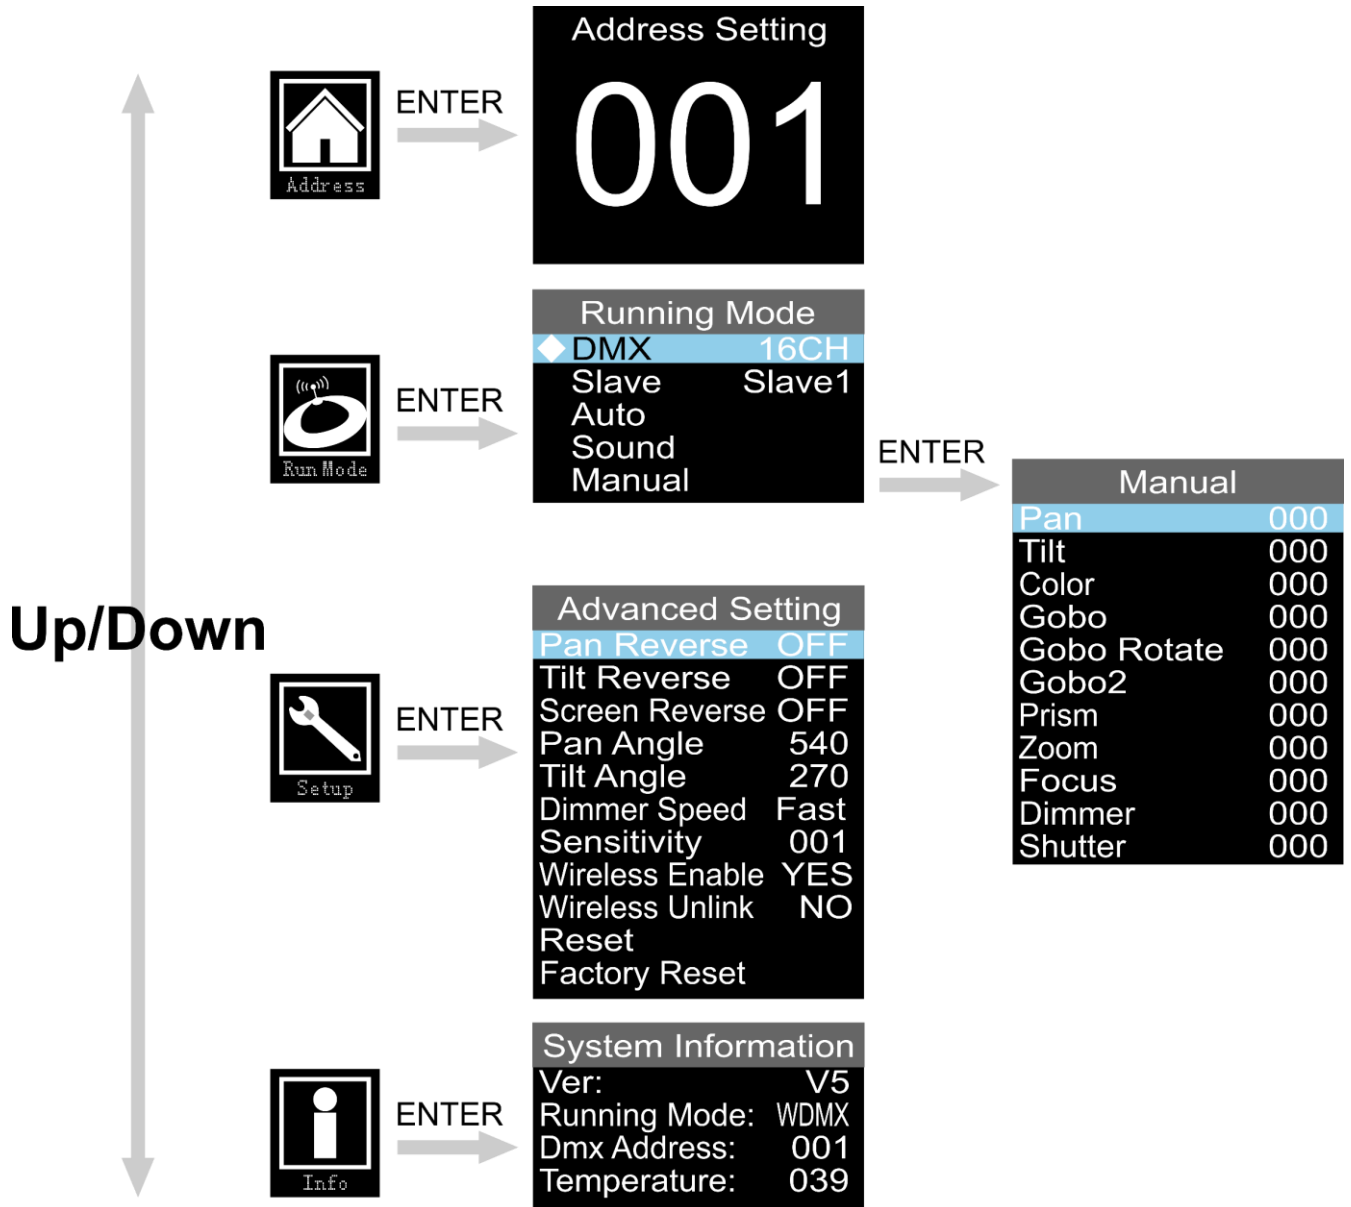 Address Setting
001
ENTER
Address
Running Mode
DMX 16CH
Slave Slave1
Auto
Sound
Manual
ENTER
Run Mode
ENTER
Manual
Pan 000
Tilt 000
Color 000
Gobo 000
Gobo Rotate 000
Gobo2 000
Prism 000
Zoom 000
Focus 000
Dimmer 000
Shutter 000
Up/Down
Advanced Setting
Pan Reverse OFF
Tilt Reverse OFF
Screen Reverse OFF
Pan Angle 540
Tilt Angle 270
Dimmer Speed Fast
Sensitivity 001
Wireless Enable YES
Wireless Unlink NO
Reset
Factory Reset
ENTER
Setup
System Information
Ver: V5
Running Mode: WDMX
Dmx Address: 001
Temperature: 039
ENTER
Info